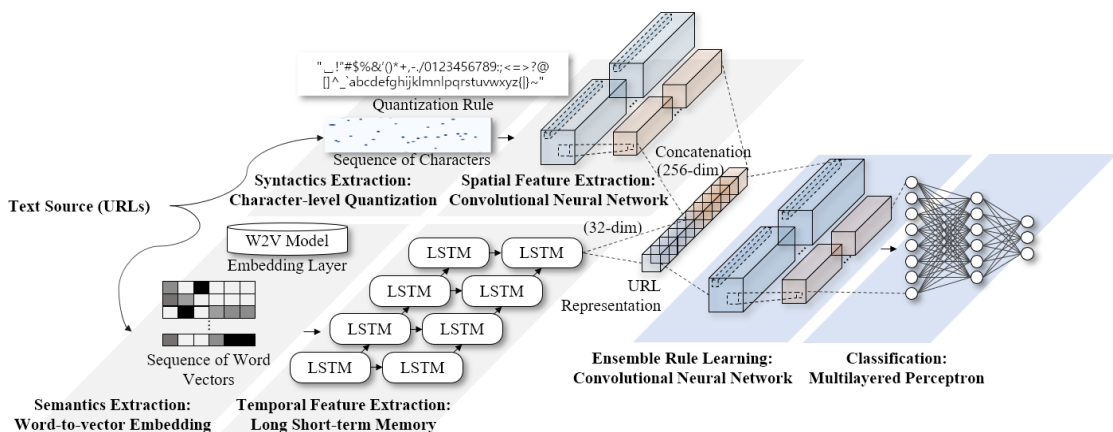 "␣!"#$%&'()*+,-./0123456789:;<=>?@
[]^_`abcdefghijklmnlpqrstuvwxyz{|}~"
Quantization Rule
Sequence of Characters
Syntactics Extraction:
Character-level Quantization
Spatial Feature Extraction:
Convolutional Neural Network
Concatenation
(256-dim)
Text Source (URLs)
(32-dim)
W2V Model
Embedding Layer
LSTM
LSTM
LSTM
LSTM
LSTM
LSTM
LSTM
LSTM
URL
Representation
Sequence of Word
Vectors
Ensemble Rule Learning:
Convolutional Neural Network
Classification:
Multilayered Perceptron
Semantics Extraction:
Word-to-vector Embedding
Temporal Feature Extraction:
Long Short-term Memory